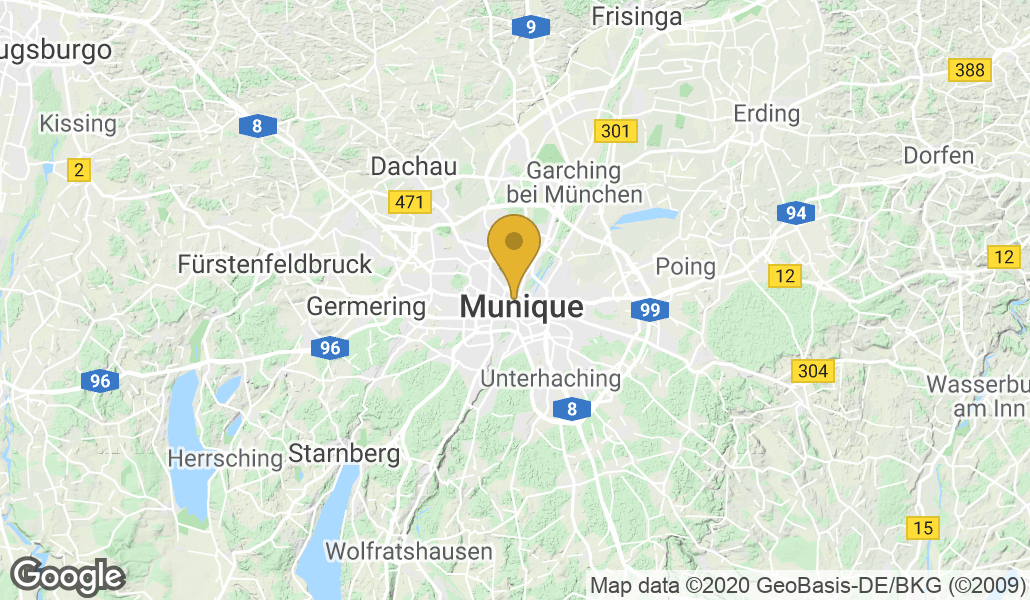 Frisinga
9
ugsburgo
388
Kissing
8
301
Erding
2
Dachau
Garching
bei München
Dorfen
471
94
Fürstenfeldbruck
Poing
12
12
Germering
Munique
99
96
96
Unterhaching
304
Wasserbu
am Inn
8
Herrsching
Starnberg
15
Wolfratshausen
Google
Map data ©2020 GeoBasis-DE/BKG (©2009)